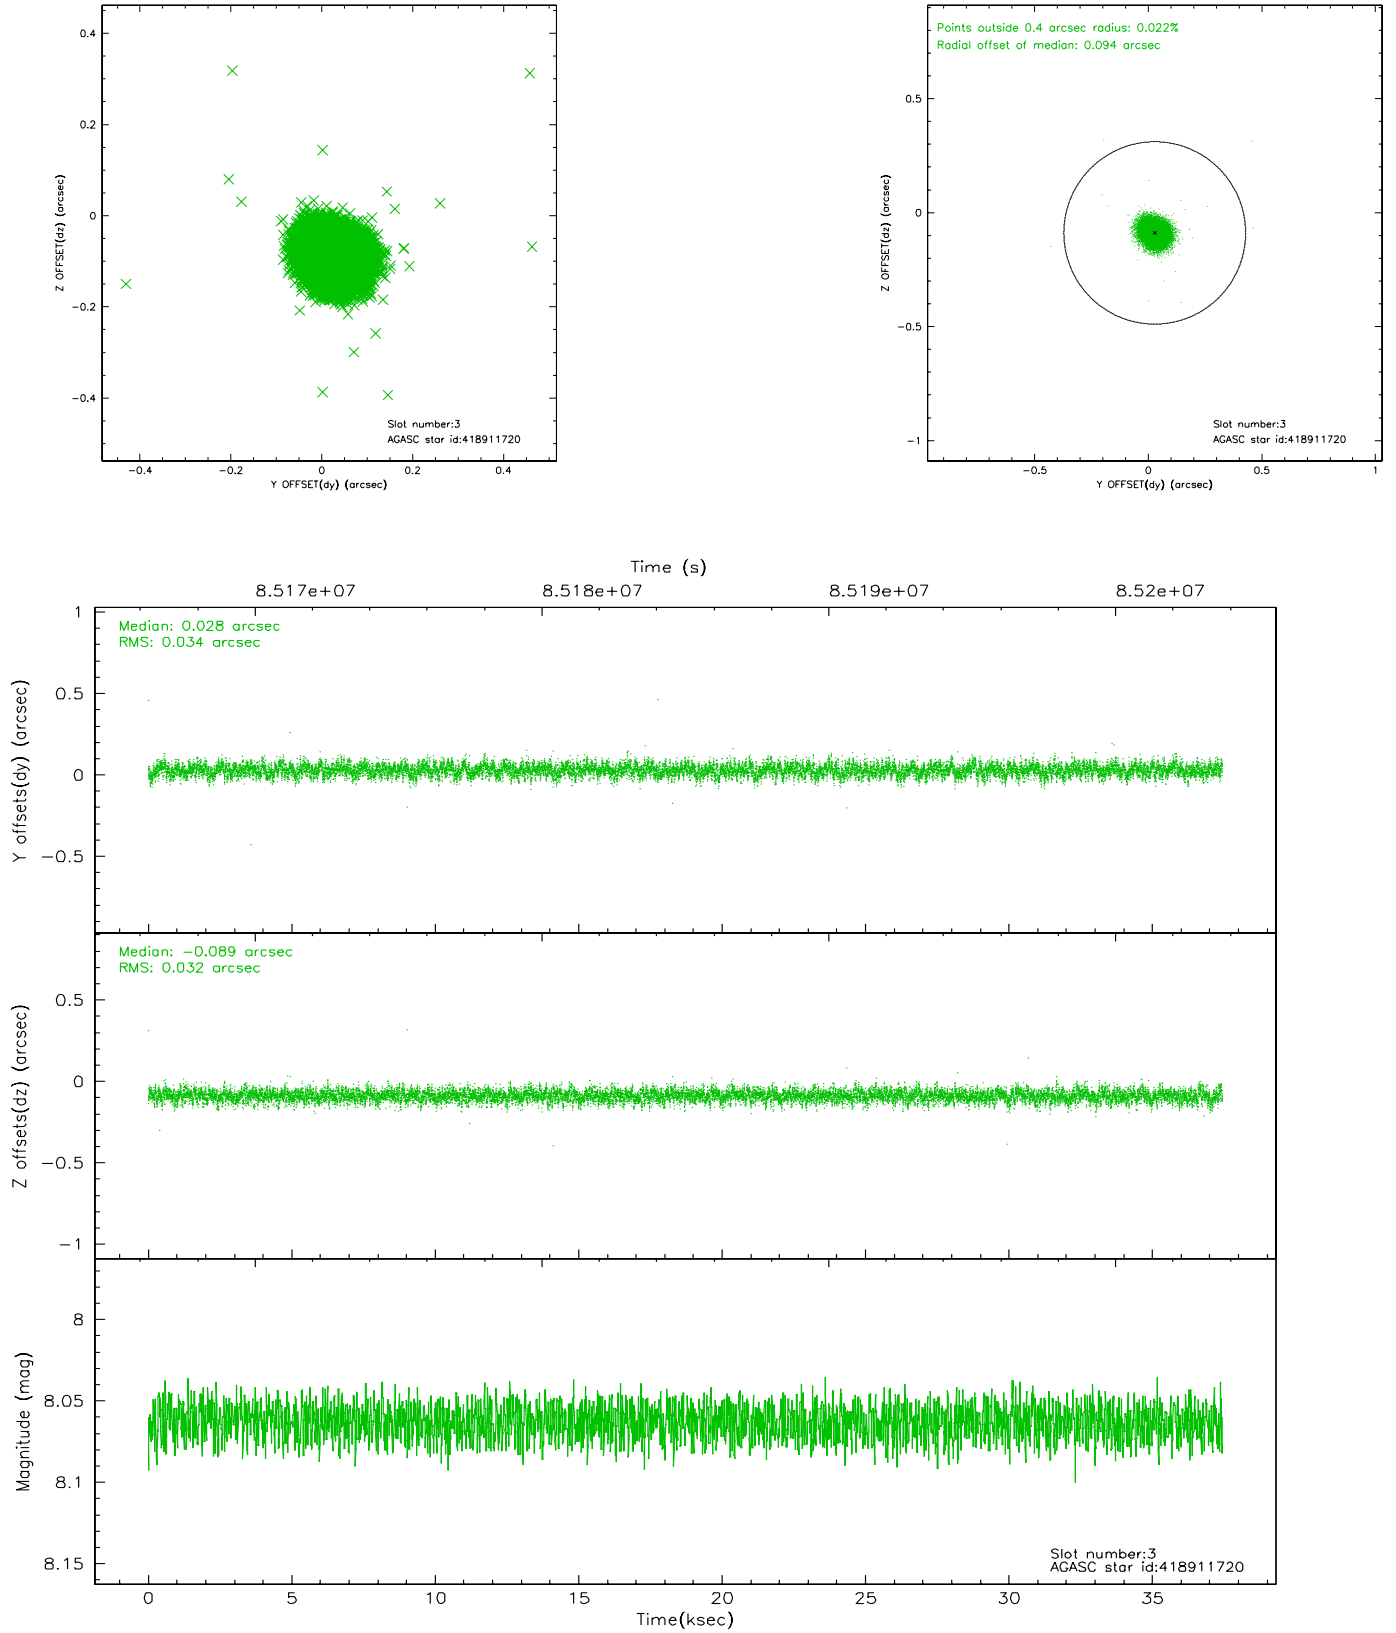 0.4
0.2
0
−0.2
−0.4
Z OFFSET(dz) (arcsec)
Slot number:3
AGASC star id:418911720
−0.4 −0.2 0 0.2 0.4
Y OFFSET(dy) (arcsec)
Points outside 0.4 arcsec radius: 0.022%
Radial offset of median: 0.094 arcsec
0.5
0
−0.5
−1
Z OFFSET(dz) (arcsec)
Slot number:3
AGASC star id:418911720
−0.5 0 0.5 1
Y OFFSET(dy) (arcsec)
Time (s)
8.517e+07 8.518e+07 8.519e+07 8.52e+07
Median: 0.028 arcsec
RMS: 0.034 arcsec
1
0.5
0
−0.5
Y offsets(dy) (arcsec)
Median: −0.089 arcsec
RMS: 0.032 arcsec
0.5
0
−0.5
−1
Z offsets(dz) (arcsec)
8
8.05
8.1
8.15
Magnitude (mag)
Slot number:3
AGASC star id:418911720
0 5 10 15 20 25 30 35
Time(ksec)